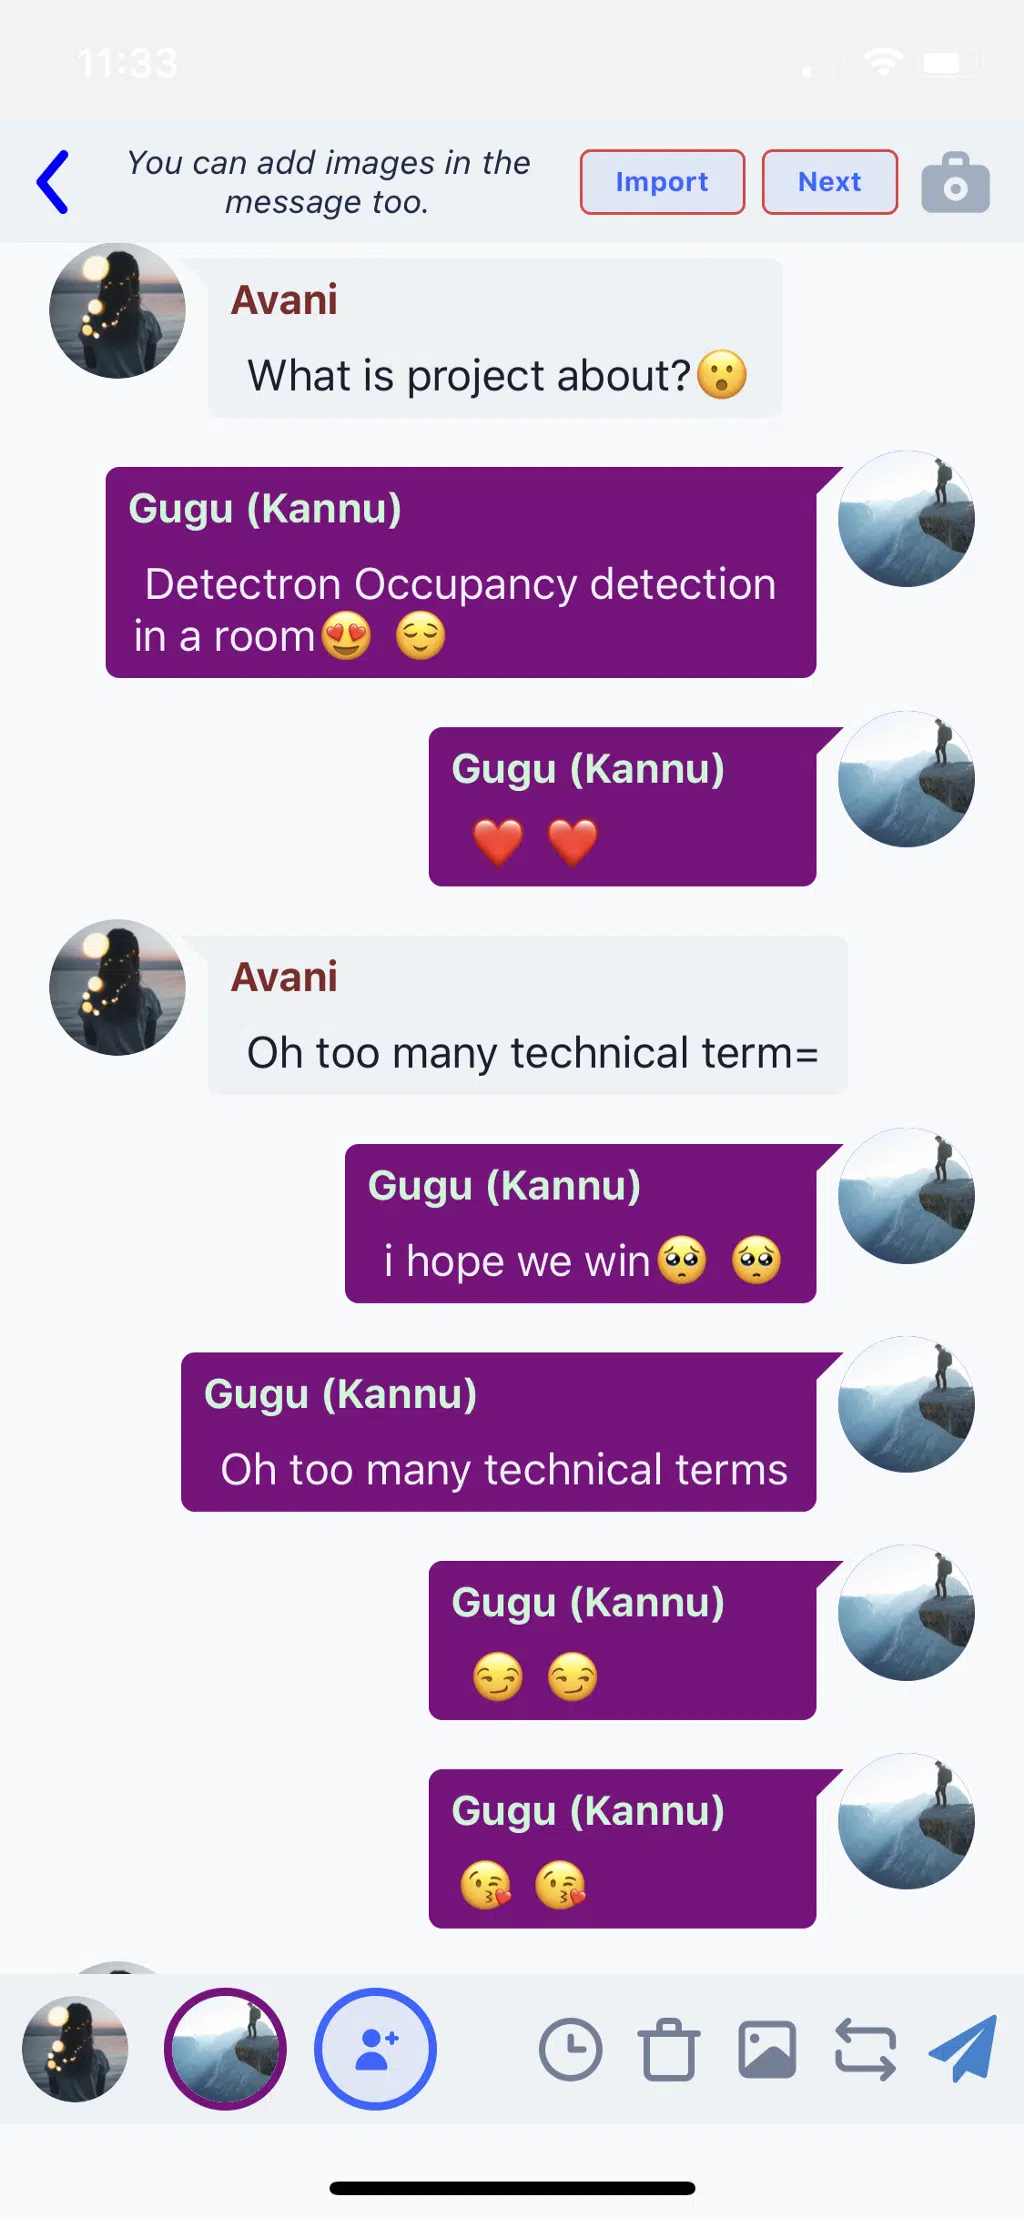 11:33
You can add images in the
message too.
Import
Next
Avani
What is project about?😮
Gugu (Kannu)
Detectron Occupancy detection
in a room😍 😌
Gugu (Kannu)
❤️ ❤️
Avani
Oh too many technical term=
Gugu (Kannu)
i hope we win🥺 🥺
Gugu (Kannu)
Oh too many technical terms
Gugu (Kannu)
😏 😏
Gugu (Kannu)
😘 😘